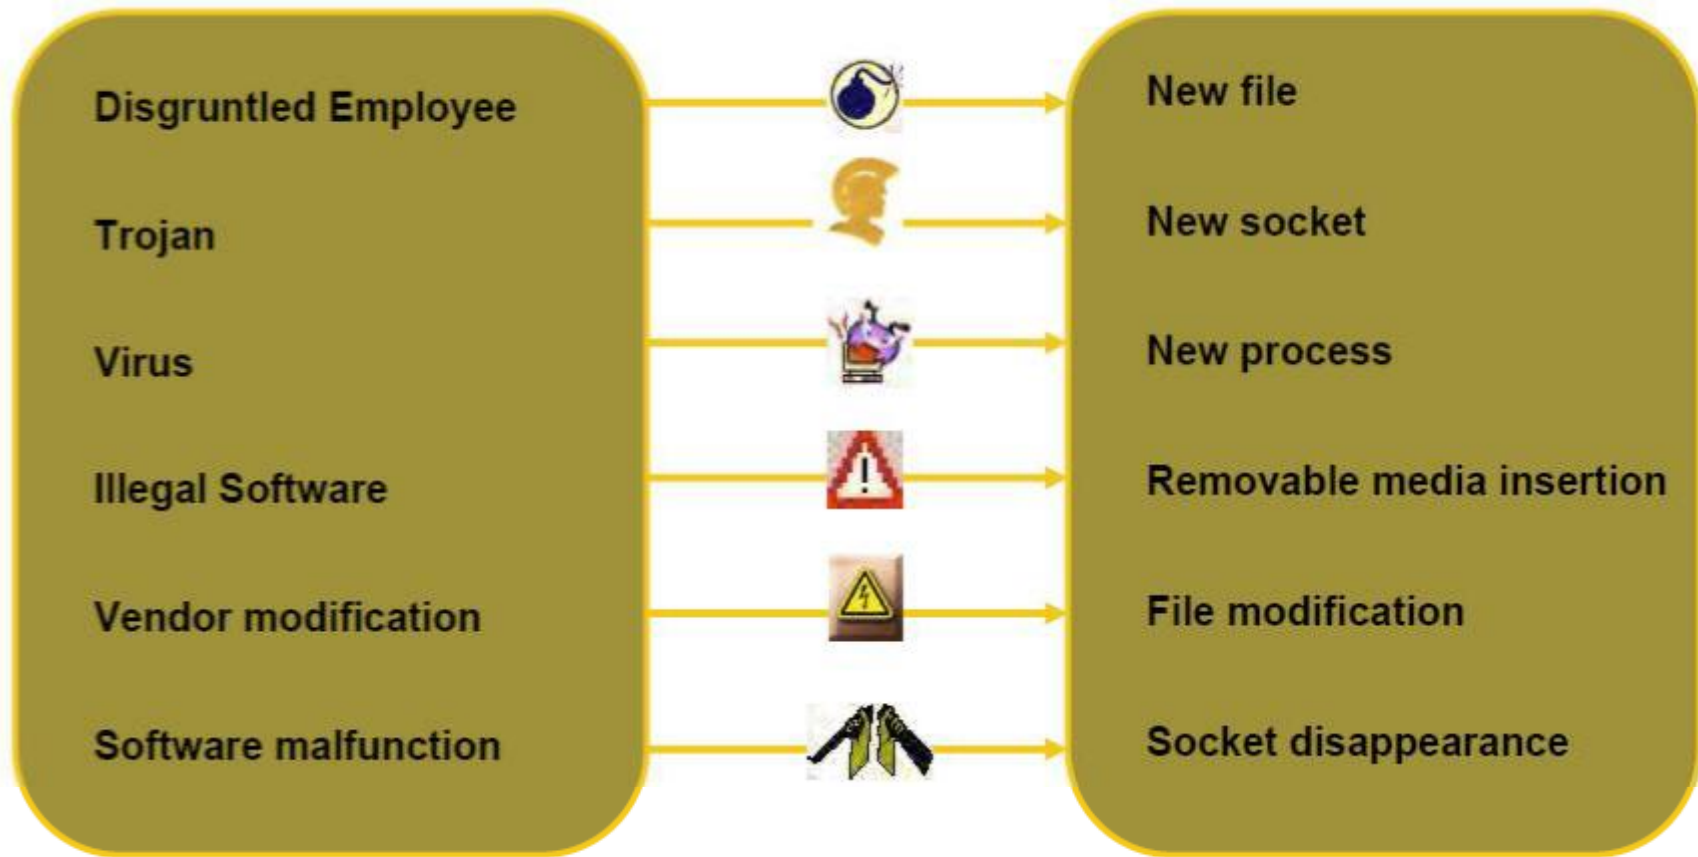 Disgruntled Employee
Trojan
Virus
Illegal Software
Vendor modification
Software malfunction
New file
New socket
New process
Removable media insertion
File modification
Socket disappearance